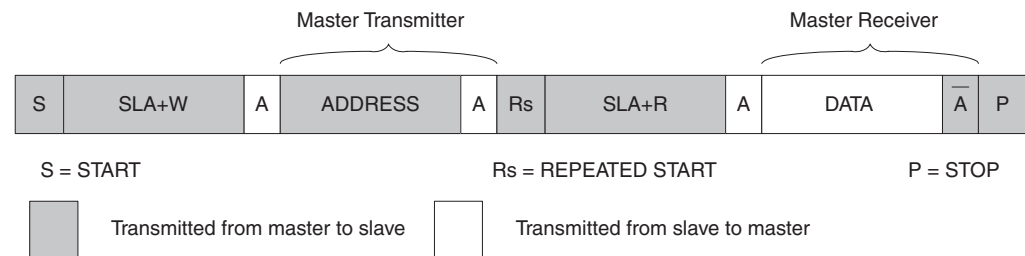 Master Transmitter Master Receiver
S SLA+W A ADDRESS A Rs SLA+R A DATA A̅ P
S = START Rs = REPEATED START P = STOP
Transmitted from master to slave Transmitted from slave to master